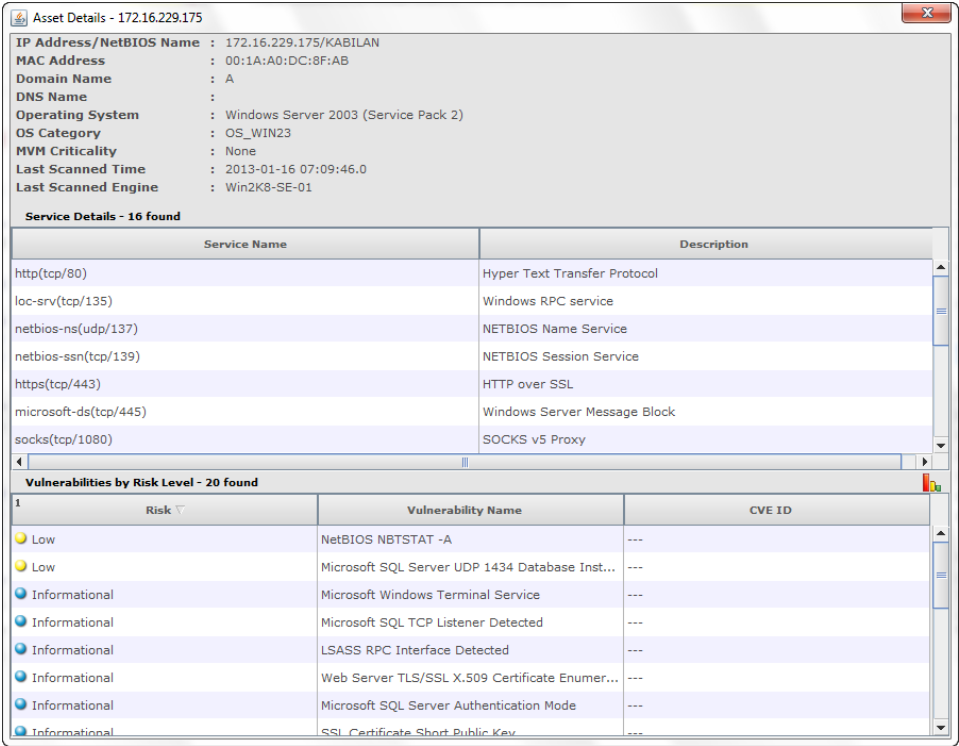 Asset Details - 172.16.229.175
IP Address/NetBIOS Name : 172.16.229.175/KABILAN
MAC Address : 00:1A:A0:DC:8F:AB
Domain Name : A
DNS Name :
Operating System : Windows Server 2003 (Service Pack 2)
OS Category : OS_WIN23
MVM Criticality : None
Last Scanned Time : 2013-01-16 07:09:46.0
Last Scanned Engine : Win2K8-SE-01
Service Details - 16 found
Service Name Description
http(tcp/80) Hyper Text Transfer Protocol
loc-srv(tcp/135) Windows RPC service
netbios-ns(udp/137) NETBIOS Name Service
netbios-ssn(tcp/139) NETBIOS Session Service
https(tcp/443) HTTP over SSL
microsoft-ds(tcp/445) Windows Server Message Block
socks(tcp/1080) SOCKS v5 Proxy
Vulnerabilities by Risk Level - 20 found
1 Risk Vulnerability Name CVE ID
Low NetBIOS NBTSTAT -A ---
Low Microsoft SQL Server UDP 1434 Database Inst... ---
Informational Microsoft Windows Terminal Service ---
Informational Microsoft SQL TCP Listener Detected ---
Informational LSASS RPC Interface Detected ---
Informational Web Server TLS/SSL X.509 Certificate Enumer... ---
Informational Microsoft SQL Server Authentication Mode ---
Informational SSL Certificate Short Public Key ---